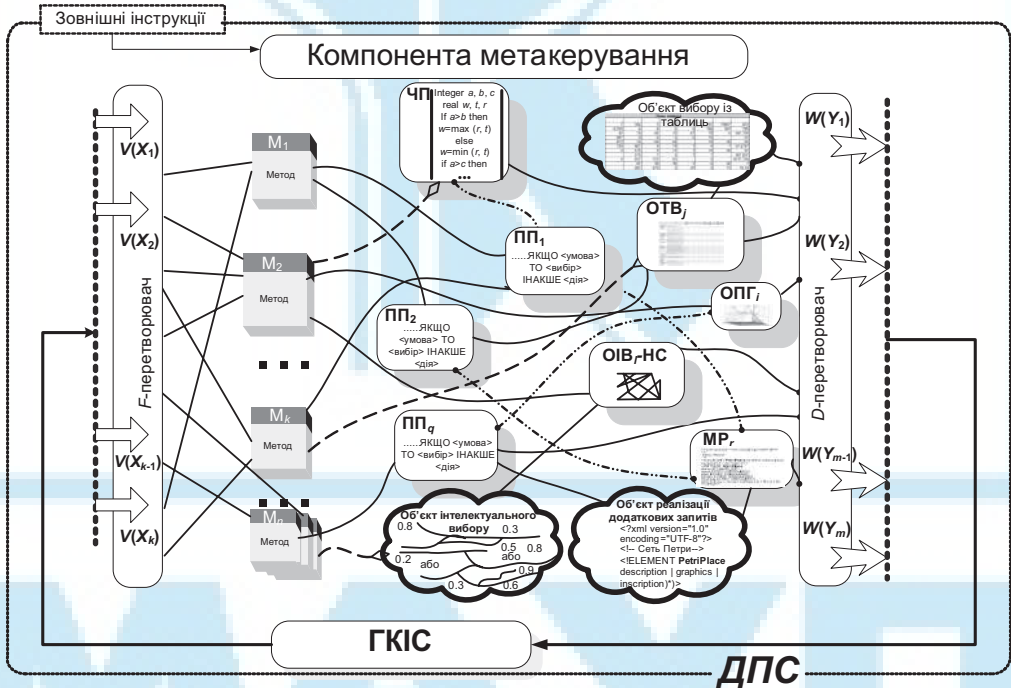 Зовнішні інструкції
Компонента метакерування
ЧП
Integer a, b, c
real w, t, r
If a>b then
w=max (r, t)
else
w=min (r, t)
if a>c then
...
Об'єкт вибору із
таблиць
V(X1)
V(X2)
V(Xk-1)
V(Xk)
F-перетворювач
M1
Метод
M2
Метод
Mk
Метод
Mn
Метод
ПП1
......ЯКЩО <умова>
ТО <вибір>
ІНАКШЕ <дія>
ПП2
......ЯКЩО
<умова> ТО
<вибір> ІНАКШЕ
<дія>
ППq
......ЯКЩО <умова>
ТО <вибір> ІНАКШЕ
<дія>
ОТВj
ОПГi
ОІВl-НС
МРr
Об'єкт інтелектуального
вибору
0.8
0.3
0.5
0.8
0.2
або
або
0.9
0.3
0.6
Об'єкт реалізації
додаткових запитів
<?xml version="1.0"
encoding="UTF-8"?>
<!-- Сеть Петри-->
<!ELEMENT PetriPlace
description | graphics |
inscription)*)>
D-перетворювач
W(Y1)
W(Y2)
W(Ym-1)
W(Ym)
ГКІС
ДПС